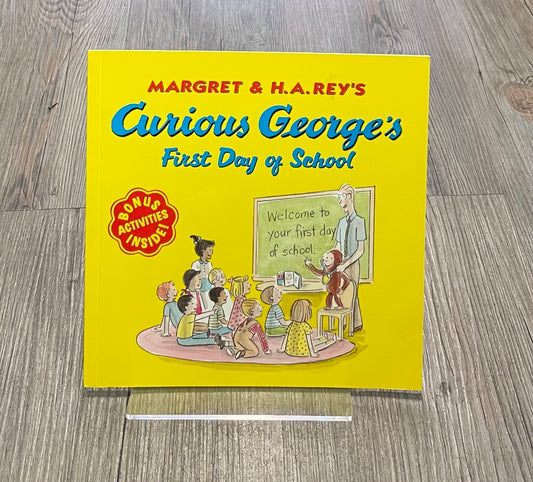 MARGRET & H.A.REY'S
Curious George's
First Day of School
BONUS
ACTIVITIES
INSIDE!
Welcome to
your first day
of school.